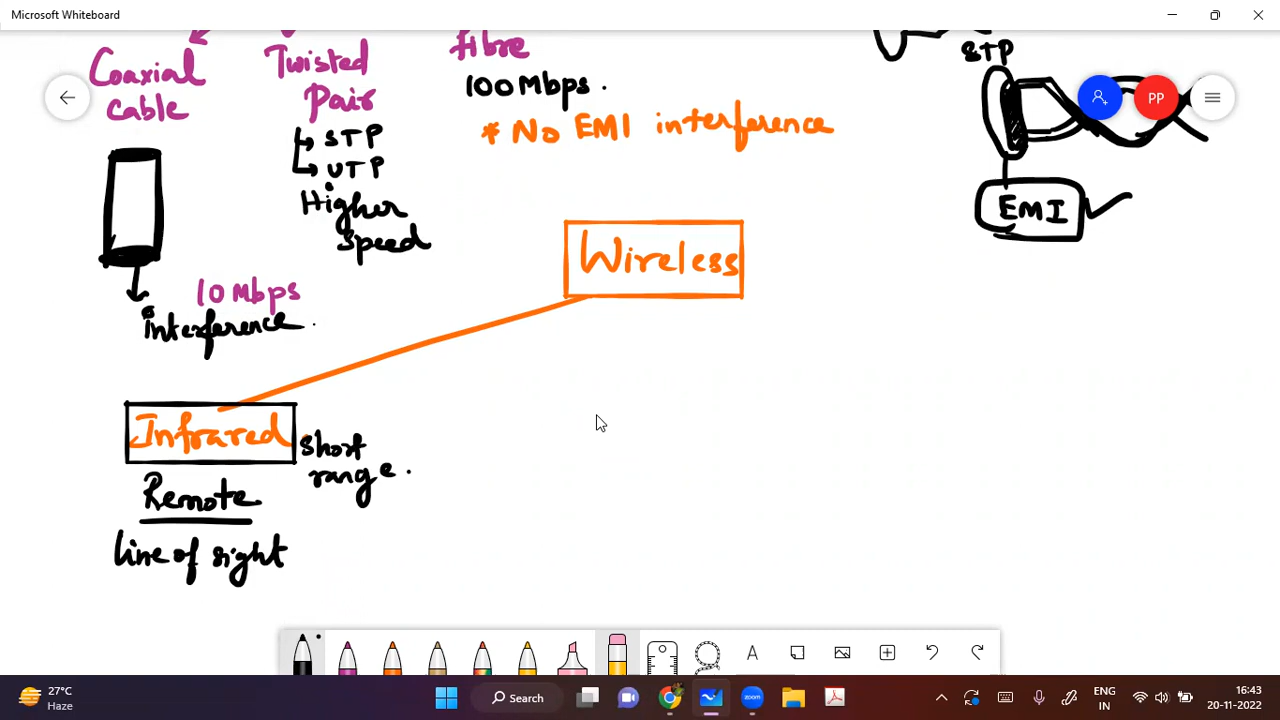 Microsoft Whiteboard
Coaxial
Cable
Twisted
Pair
STP
UTP
Higher
Speed
fibre
100 Mbps.
* No EMI interference
STP
PP
EMI
10 Mbps
interference.
Wireless
Infrared
Short
range.
Remote
line of sight
A
27°C
Haze
Search
zoom
ENG
IN
16:43
20-11-2022